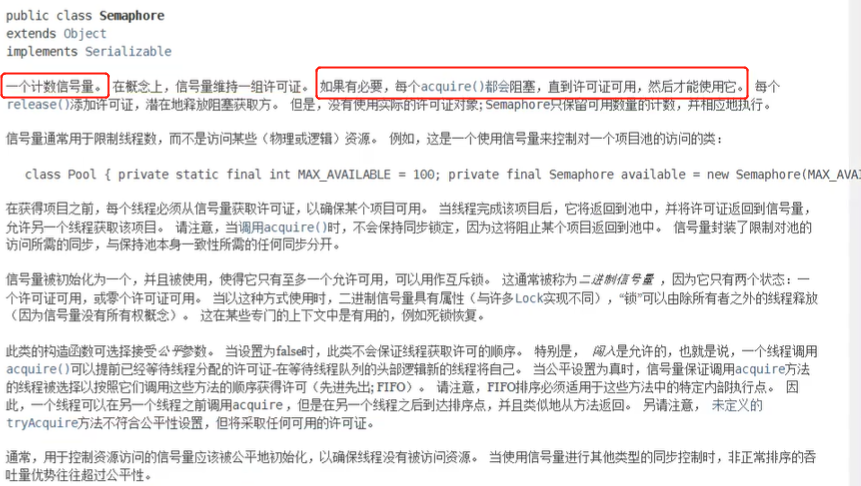 public class Semaphore
extends Object
implements Serializable
一个计数信号量。 在概念上，信号量维持一组许可证。 如果有必要，每个acquire()都会阻塞，直到许可证可用，然后才能使用它。 每个
release()添加许可证，潜在地释放阻塞获取方。 但是，没有使用实际的许可证对象; Semaphore只保留可用数量的计数，并相应地执行。
信号量通常用于限制线程数，而不是访问某些（物理或逻辑）资源。 例如，这是一个使用信号量来控制对一个项目池的访问的类：
class Pool { private static final int MAX_AVAILABLE = 100; private final Semaphore available = new Semaphore(MAX_AVAI
在获得项目之前，每个线程必须从信号量获取许可证，以确保某个项目可用。 当线程完成该项目后，它将返回到池中，并将许可证返回到信号量，
允许另一个线程获取该项目。 请注意，当调用acquire()时，不会保持同步锁定，因为这将阻止某个项目返回到池中。 信号量封装了限制对池的
访问所需的同步，与保持池本身一致性所需的任何同步分开。
信号量被初始化为一个，并且被使用，使得它只有至多一个允许可用，可以用作互斥锁。 这通常被称为二进制信号量 ，因为它只有两个状态：一
个许可证可用，或零个许可证可用。 当以这种方式使用时，二进制信号量具有属性（与许多Lock实现不同），“锁”可以由除所有者之外的线程释放
（因为信号量没有所有权概念）。 这在某些专门的上下文中是有用的，例如死锁恢复。
此类的构造函数可选择接受公平参数。 当设置为false时，此类不会保证线程获取许可的顺序。 特别是， 闯入是允许的，也就是说，一个线程调用
acquire()可以提前已经等待线程分配的许可证-在等待线程队列的头部逻辑新的线程将自己。 当公平设置为真时，信号量保证调用acquire方法
的线程被选择以按照它们调用这些方法的顺序获得许可（先进先出; FIFO）。 请注意，FIFO排序必须适用于这些方法中的特定内部执行点。 因
此，一个线程可以在另一个线程之前调用acquire ，但是在另一个线程之后到达排序点，并且类似地从方法返回。 另请注意， 未定义的
tryAcquire方法不符合公平性设置，但将采取任何可用的许可证。
通常，用于控制资源访问的信号量应该被公平地初始化，以确保线程没有被访问资源。 当使用信号量进行其他类型的同步控制时，非正常排序的吞
吐量优势往往超过公平性。